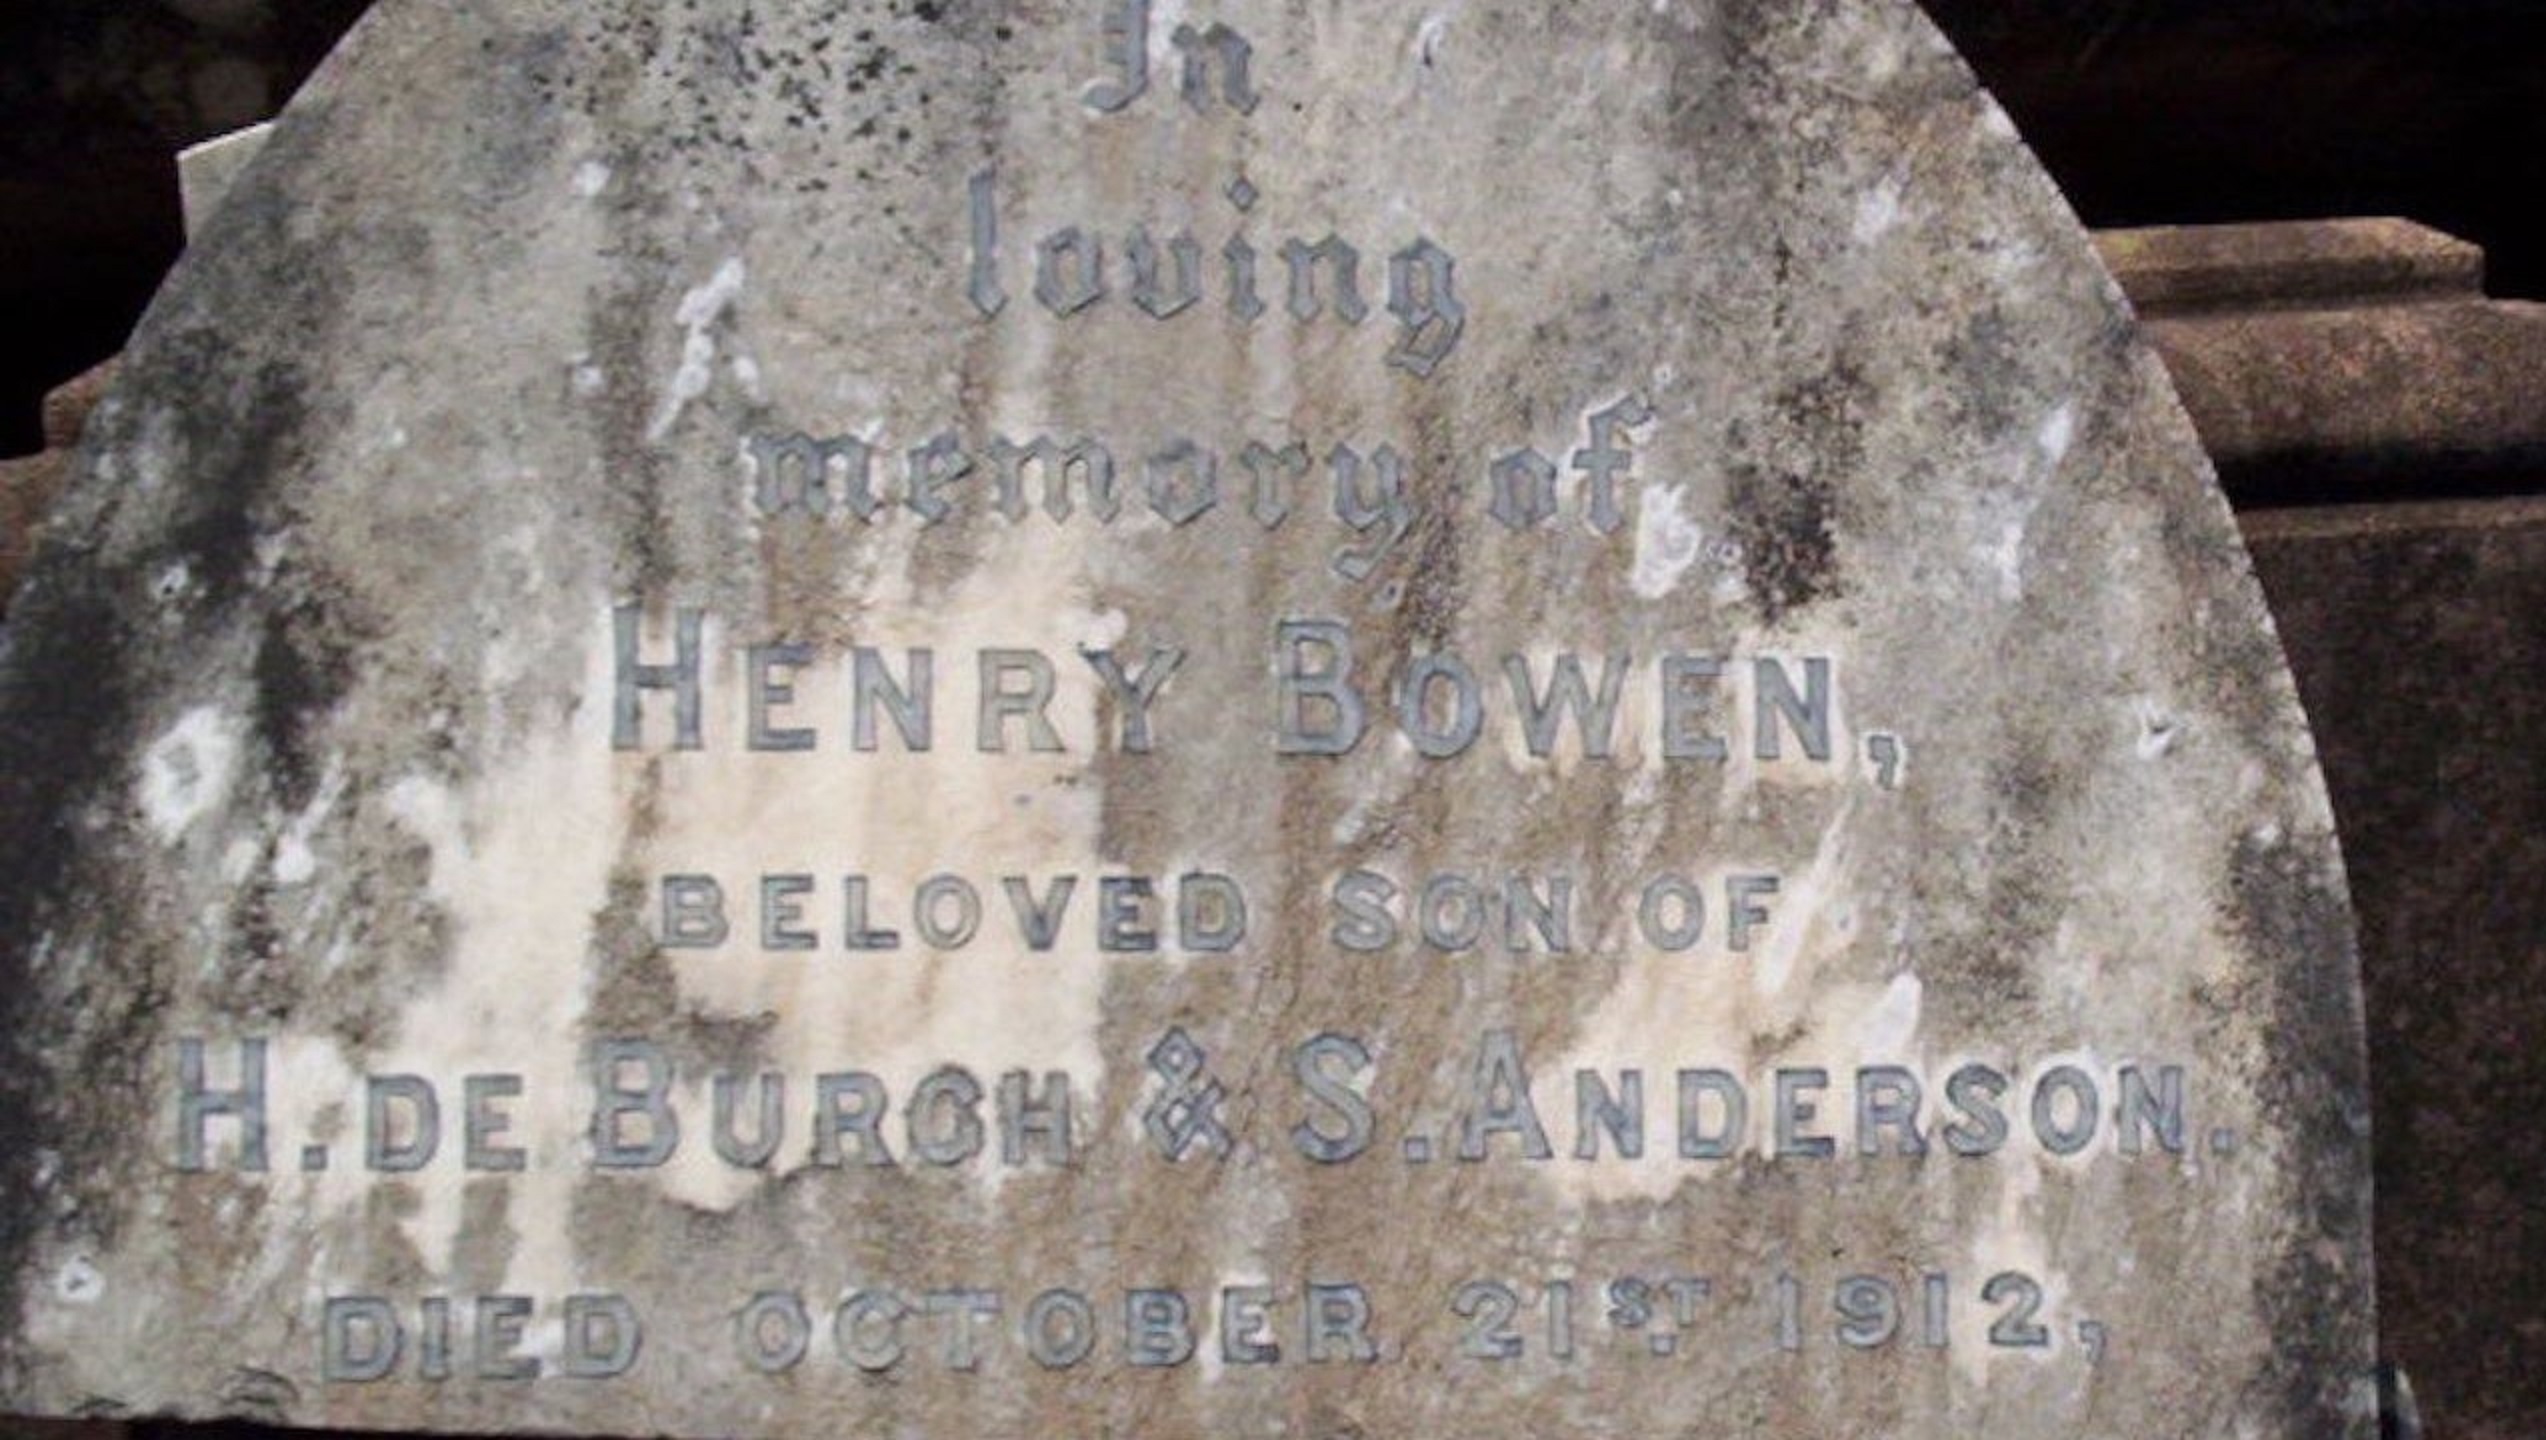 In
loving
memory of
HENRY BOWEN,
BELOVED SON OF
H. DE BURGH & S. ANDERSON.
DIED OCTOBER 21ST 1912,